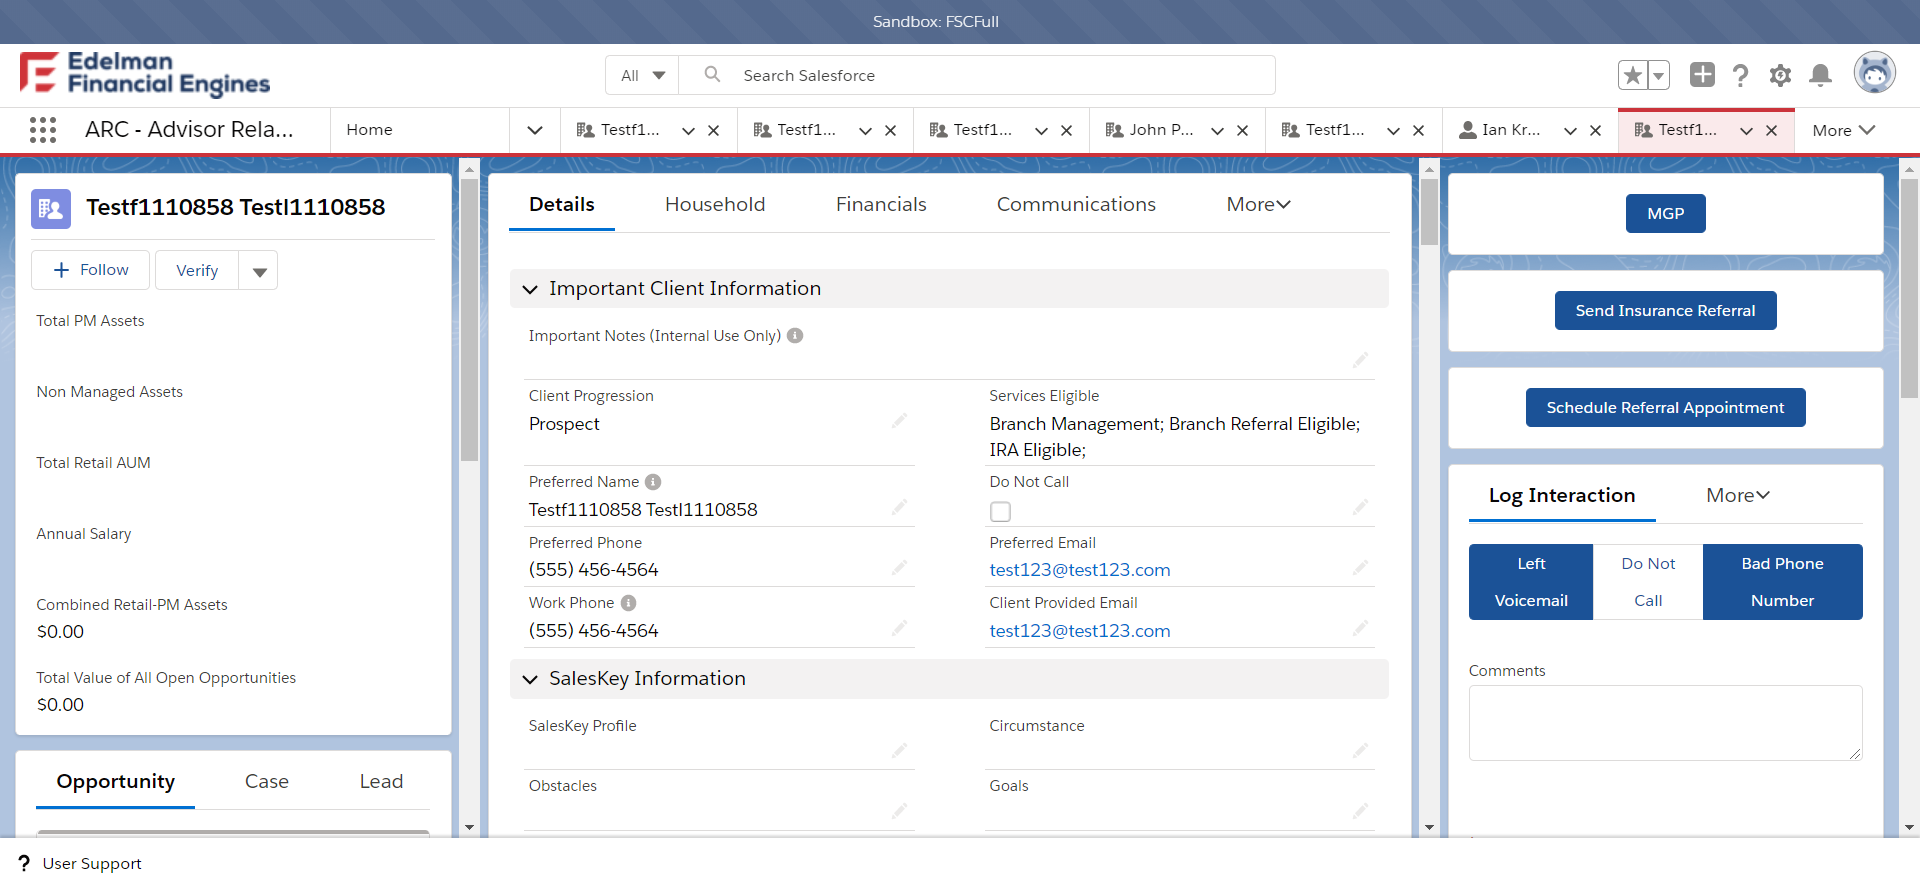 Sandbox: FSCFull
Edelman
Financial Engines
All
Search Salesforce
ARC - Advisor Rela...
Home
Testf1...
Testf1...
Testf1...
John P...
Testf1...
Ian Kr...
Testf1...
More
Testf1110858 Testl1110858
Follow
Verify
Total PM Assets
Non Managed Assets
Total Retail AUM
Annual Salary
Combined Retail-PM Assets
$0.00
Total Value of All Open Opportunities
$0.00
Opportunity
Case
Lead
Details
Household
Financials
Communications
More
Important Client Information
Important Notes (Internal Use Only)
Client Progression
Prospect
Services Eligible
Branch Management; Branch Referral Eligible;
IRA Eligible;
Preferred Name
Testf1110858 Testl1110858
Do Not Call
Preferred Phone
(555) 456-4564
Preferred Email
test123@test123.com
Work Phone
(555) 456-4564
Client Provided Email
test123@test123.com
SalesKey Information
SalesKey Profile
Circumstance
Obstacles
Goals
MGP
Send Insurance Referral
Schedule Referral Appointment
Log Interaction
More
Left
Voicemail
Do Not
Call
Bad Phone
Number
Comments
? User Support